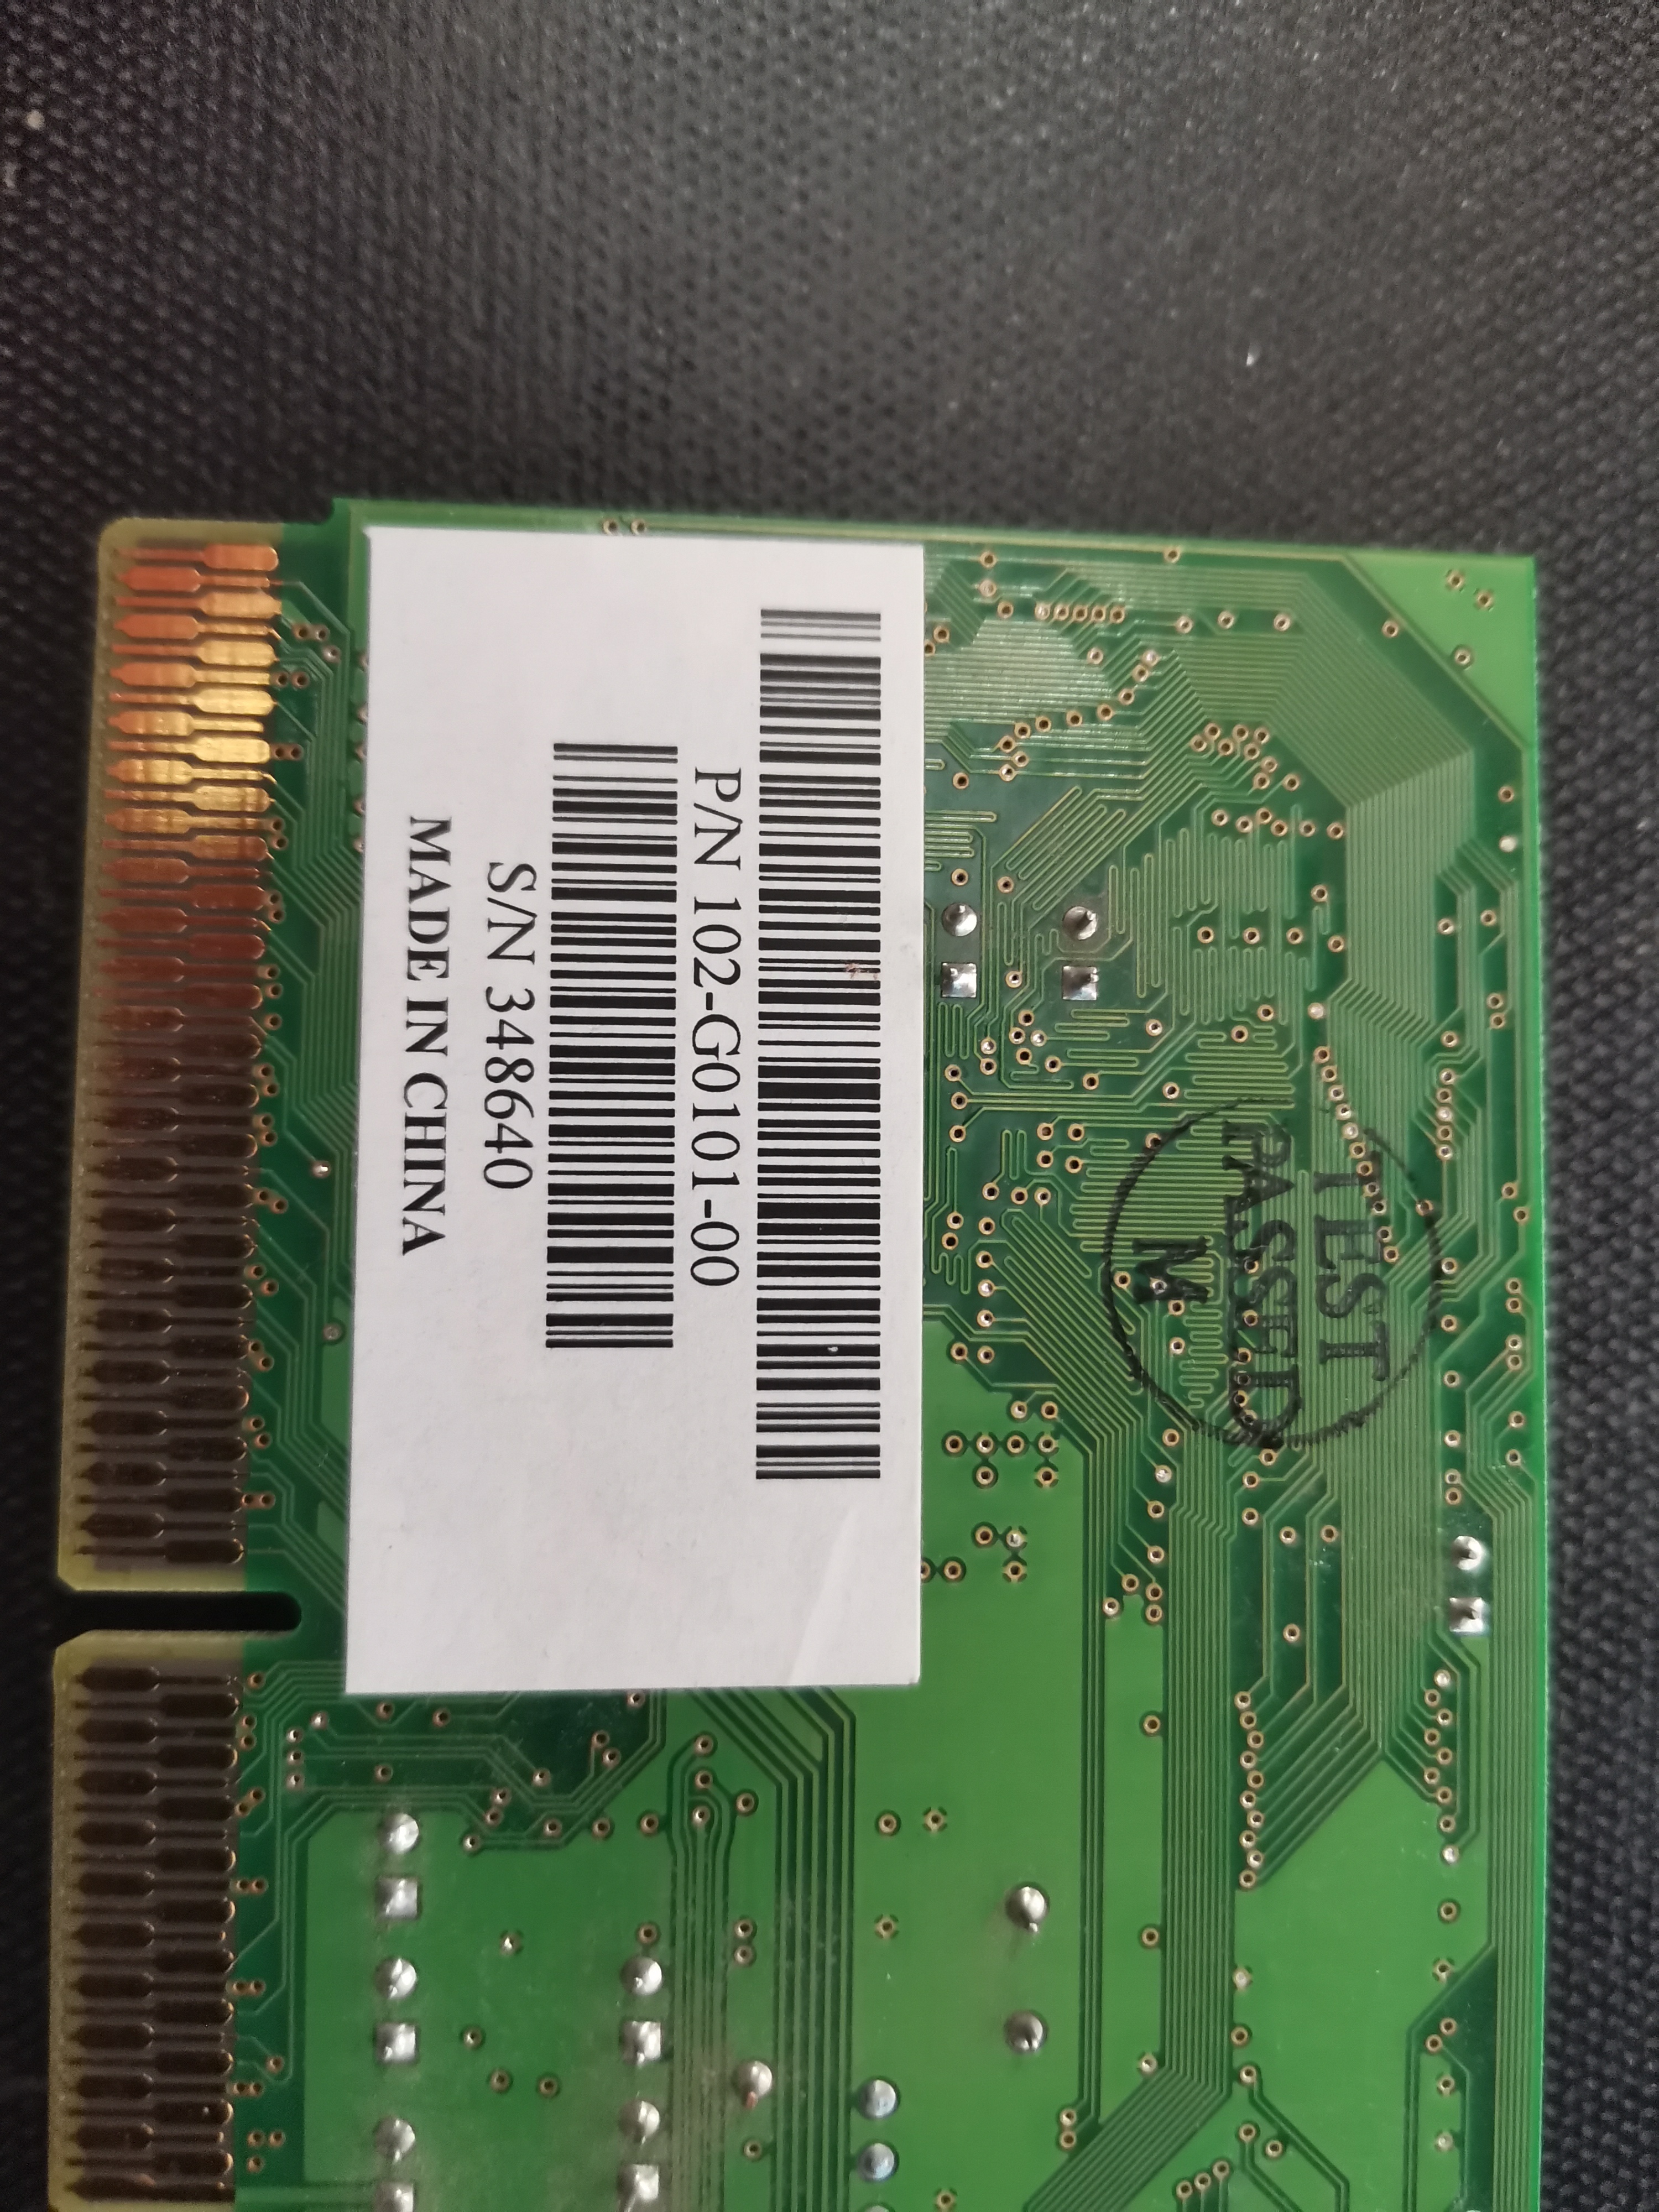 P/N 102-G0101-00
S/N 348640
MADE IN CHINA
TEST
PASSED
M